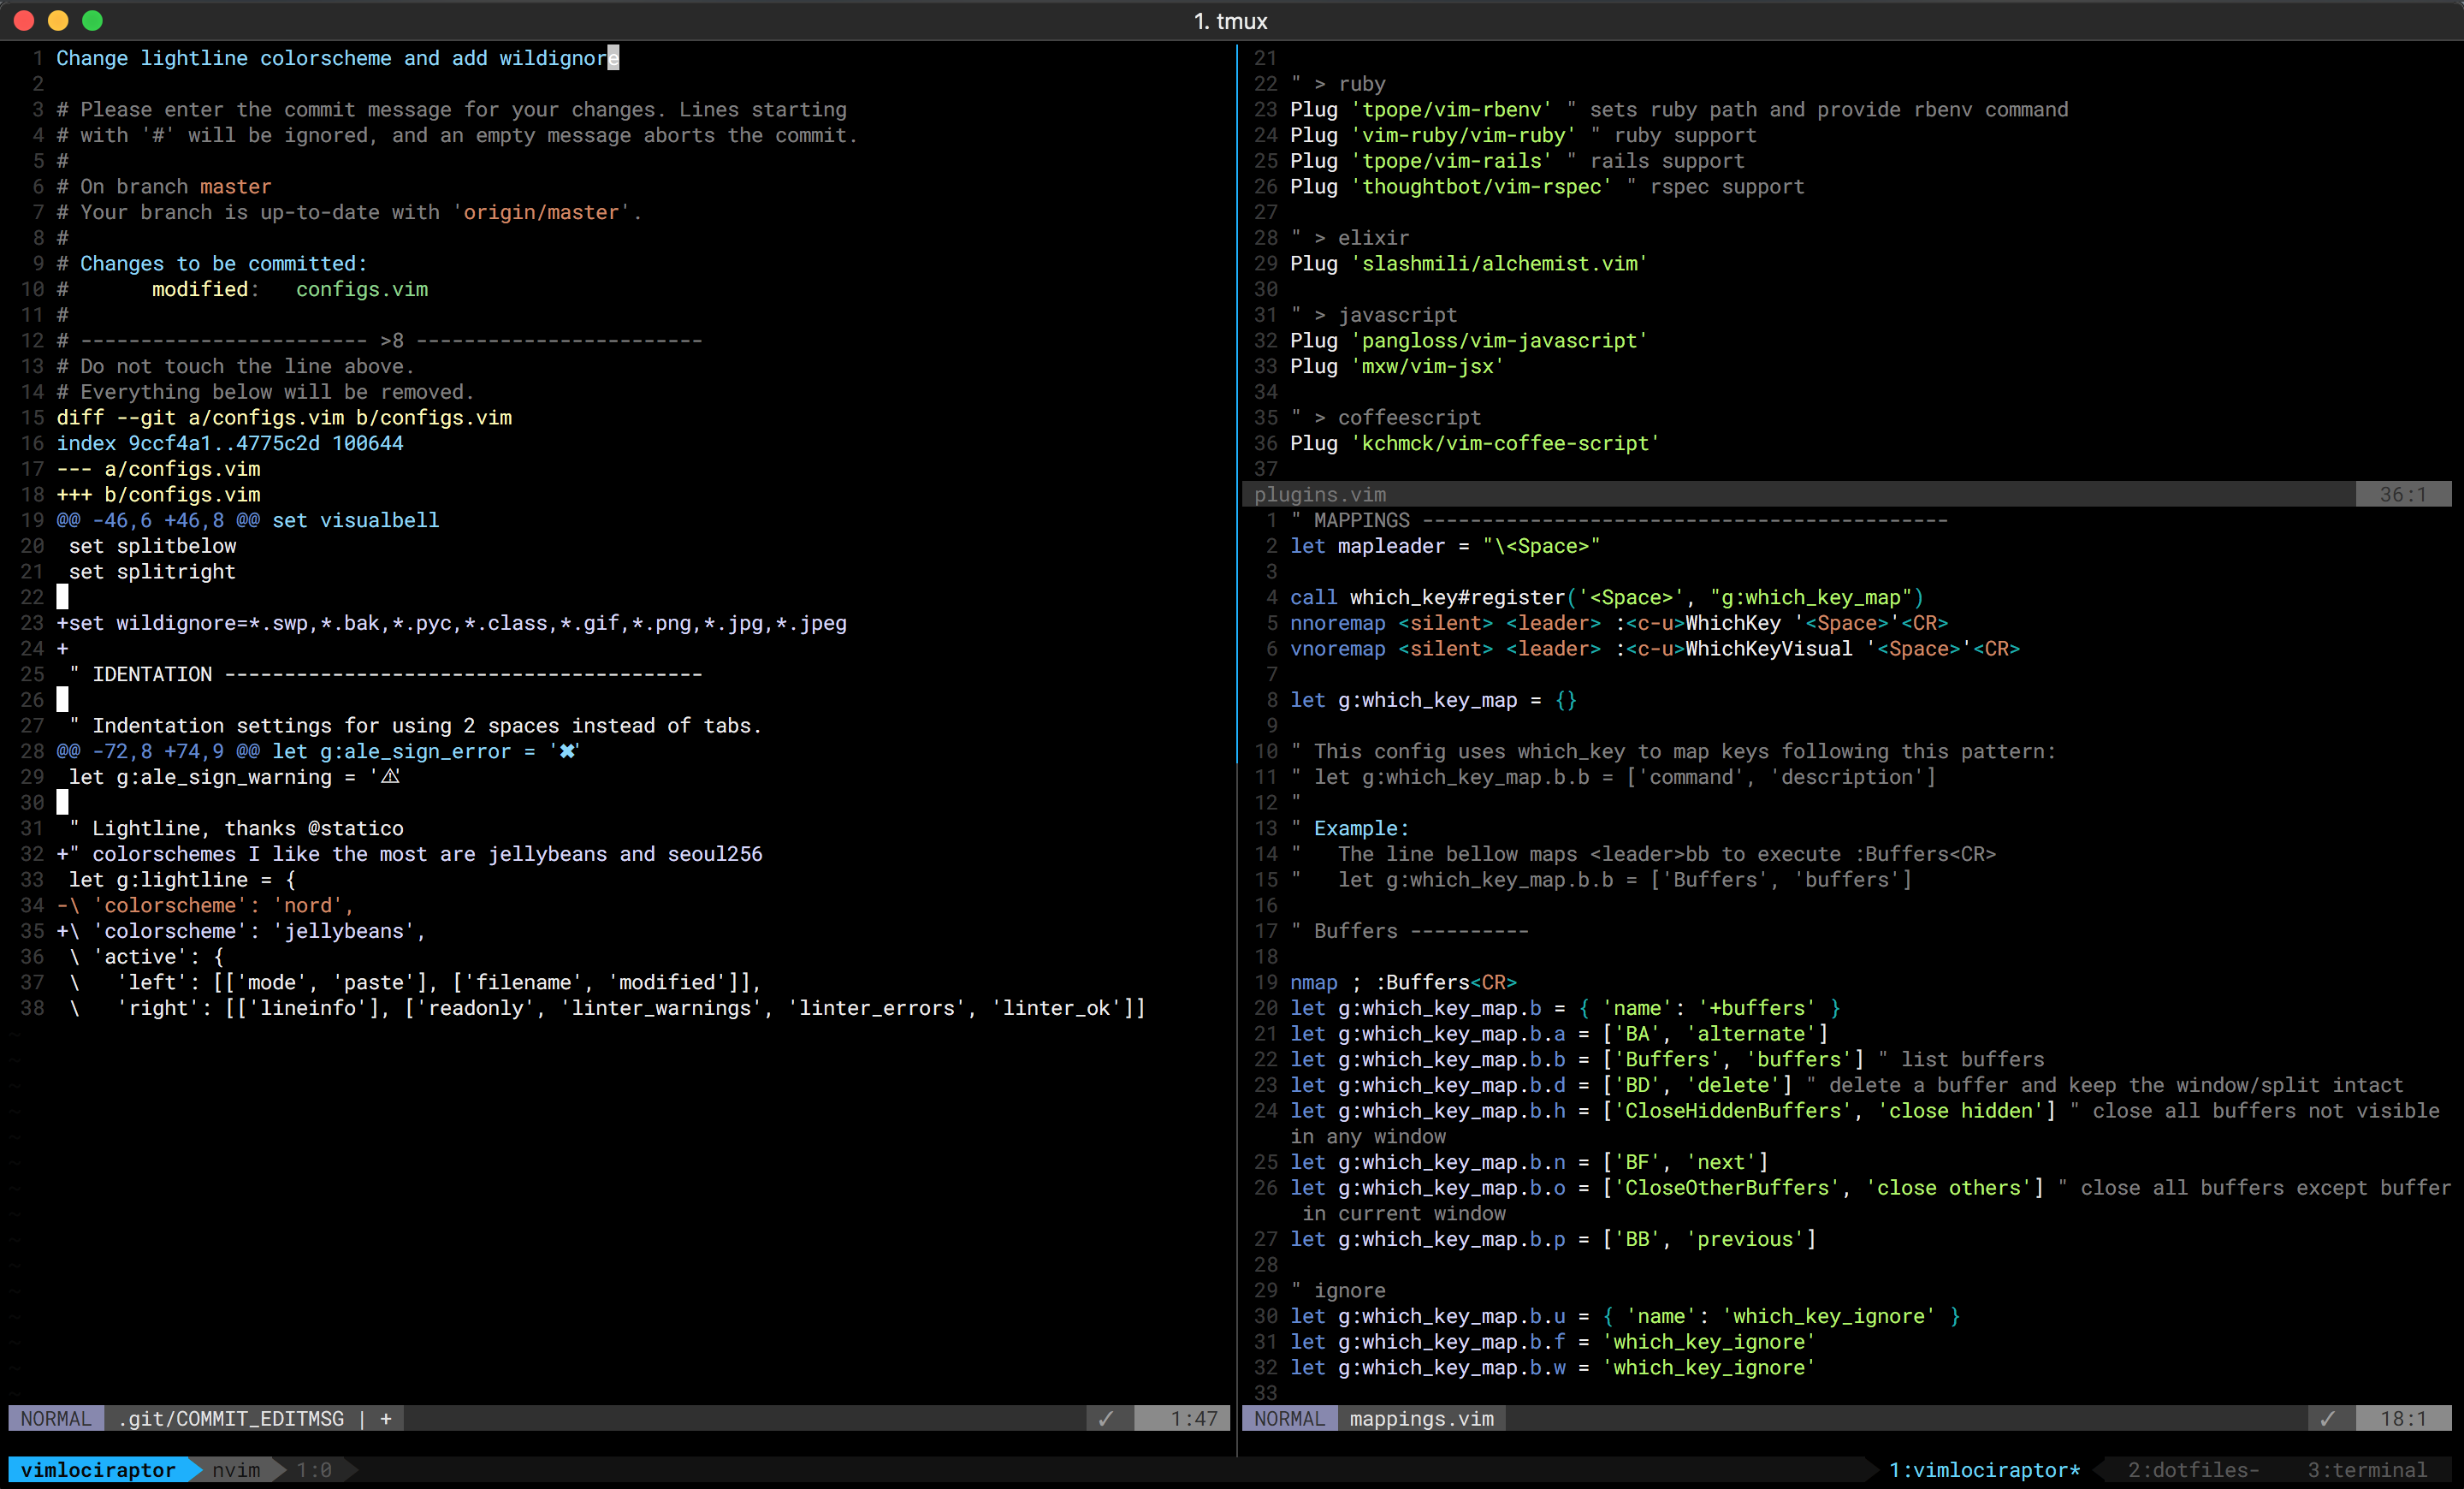 1. tmux
1 Change lightline colorscheme and add wildignore
2
3 # Please enter the commit message for your changes. Lines starting
4 # with '#' will be ignored, and an empty message aborts the commit.
5 #
6 # On branch master
7 # Your branch is up-to-date with 'origin/master'.
8 #
9 # Changes to be committed:
10 #       modified:   configs.vim
11 #
12 # ------------------------ >8 ------------------------
13 # Do not touch the line above.
14 # Everything below will be removed.
15 diff --git a/configs.vim b/configs.vim
16 index 9ccf4a1..4775c2d 100644
17 --- a/configs.vim
18 +++ b/configs.vim
19 @@ -46,6 +46,8 @@ set visualbell
20  set splitbelow
21  set splitright
22
23 +set wildignore=*.swp,*.bak,*.pyc,*.class,*.gif,*.png,*.jpg,*.jpeg
24 +
25  " IDENTATION ----------------------------------------
26
27  " Indentation settings for using 2 spaces instead of tabs.
28 @@ -72,8 +74,9 @@ let g:ale_sign_error = '✖'
29  let g:ale_sign_warning = '⚠'
30
31  " Lightline, thanks @statico
32 +" colorschemes I like the most are jellybeans and seoul256
33  let g:lightline = {
34 -\ 'colorscheme': 'nord',
35 +\ 'colorscheme': 'jellybeans',
36  \ 'active': {
37  \   'left': [['mode', 'paste'], ['filename', 'modified']],
38  \   'right': [['lineinfo'], ['readonly', 'linter_warnings', 'linter_errors', 'linter_ok']]
NORMAL .git/COMMIT_EDITMSG | + ✓ 1:47
21
22 " > ruby
23 Plug 'tpope/vim-rbenv' " sets ruby path and provide rbenv command
24 Plug 'vim-ruby/vim-ruby' " ruby support
25 Plug 'tpope/vim-rails' " rails support
26 Plug 'thoughtbot/vim-rspec' " rspec support
27
28 " > elixir
29 Plug 'slashmili/alchemist.vim'
30
31 " > javascript
32 Plug 'pangloss/vim-javascript'
33 Plug 'mxw/vim-jsx'
34
35 " > coffeescript
36 Plug 'kchmck/vim-coffee-script'
37
plugins.vim 36:1
1 " MAPPINGS --------------------------------------------
2 let mapleader = "\<Space>"
3
4 call which_key#register('<Space>', "g:which_key_map")
5 nnoremap <silent> <leader> :<c-u>WhichKey '<Space>'<CR>
6 vnoremap <silent> <leader> :<c-u>WhichKeyVisual '<Space>'<CR>
7
8 let g:which_key_map = {}
9
10 " This config uses which_key to map keys following this pattern:
11 " let g:which_key_map.b.b = ['command', 'description']
12 "
13 " Example:
14 "   The line bellow maps <leader>bb to execute :Buffers<CR>
15 "   let g:which_key_map.b.b = ['Buffers', 'buffers']
16
17 " Buffers ----------
18
19 nmap ; :Buffers<CR>
20 let g:which_key_map.b = { 'name': '+buffers' }
21 let g:which_key_map.b.a = ['BA', 'alternate']
22 let g:which_key_map.b.b = ['Buffers', 'buffers'] " list buffers
23 let g:which_key_map.b.d = ['BD', 'delete'] " delete a buffer and keep the window/split intact
24 let g:which_key_map.b.h = ['CloseHiddenBuffers', 'close hidden'] " close all buffers not visible
in any window
25 let g:which_key_map.b.n = ['BF', 'next']
26 let g:which_key_map.b.o = ['CloseOtherBuffers', 'close others'] " close all buffers except buffer
in current window
27 let g:which_key_map.b.p = ['BB', 'previous']
28
29 " ignore
30 let g:which_key_map.b.u = { 'name': 'which_key_ignore' }
31 let g:which_key_map.b.f = 'which_key_ignore'
32 let g:which_key_map.b.w = 'which_key_ignore'
33
NORMAL mappings.vim ✓ 18:1
vimlociraptor nvim 1:0 1:vimlociraptor* 2:dotfiles- 3:terminal